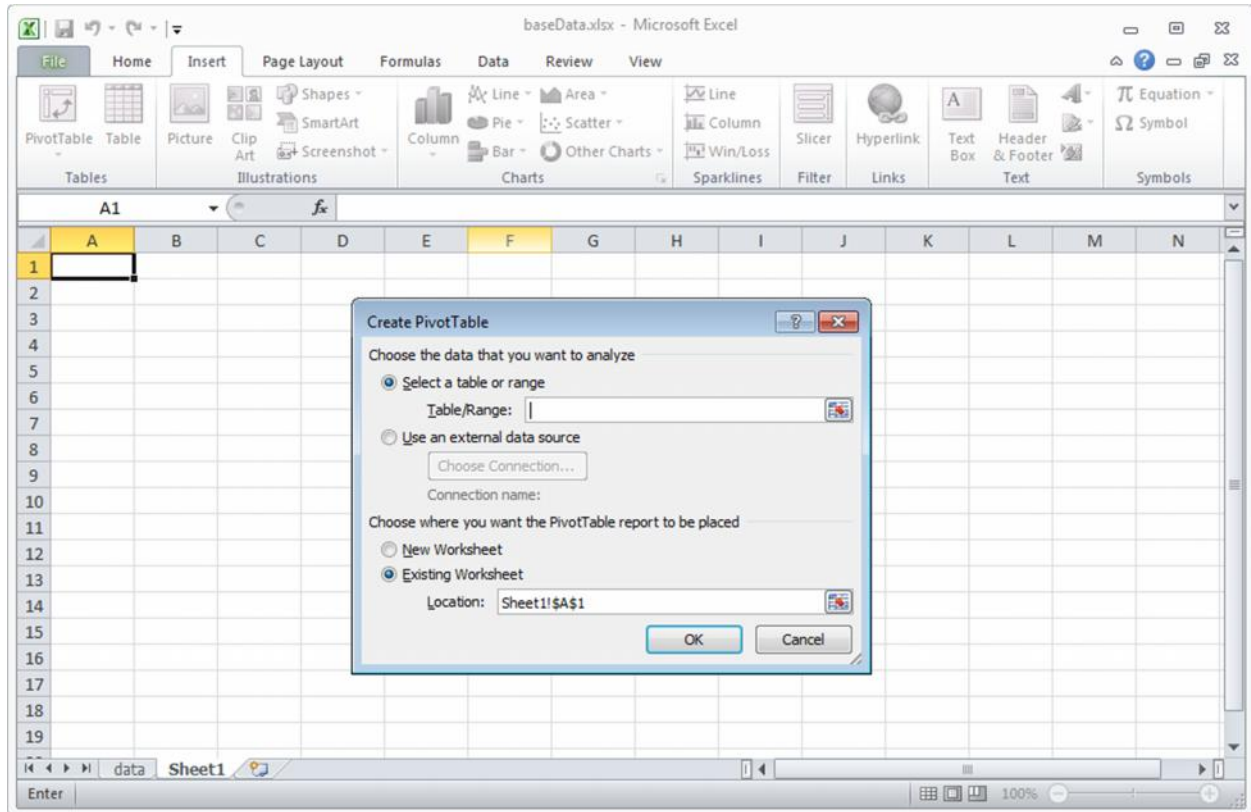 baseData.xlsx - Microsoft Excel
File Home Insert Page Layout Formulas Data Review View
PivotTable Table
Tables
Picture Clip Art Shapes SmartArt Screenshot
Illustrations
Column Line Pie Bar Area Scatter Other Charts
Charts
Line Column Win/Loss
Sparklines
Slicer
Filter
Hyperlink
Links
A Text Box Header & Footer
Text
π Equation Ω Symbol
Symbols
A1 fx
A B C D E F G H I J K L M N
1
2
3
4
5
6
7
8
9
10
11
12
13
14
15
16
17
18
19
Create PivotTable
Choose the data that you want to analyze
Select a table or range
Table/Range:
Use an external data source
Choose Connection...
Connection name:
Choose where you want the PivotTable report to be placed
New Worksheet
Existing Worksheet
Location: Sheet1!$A$1
OK Cancel
data Sheet1
Enter 100%